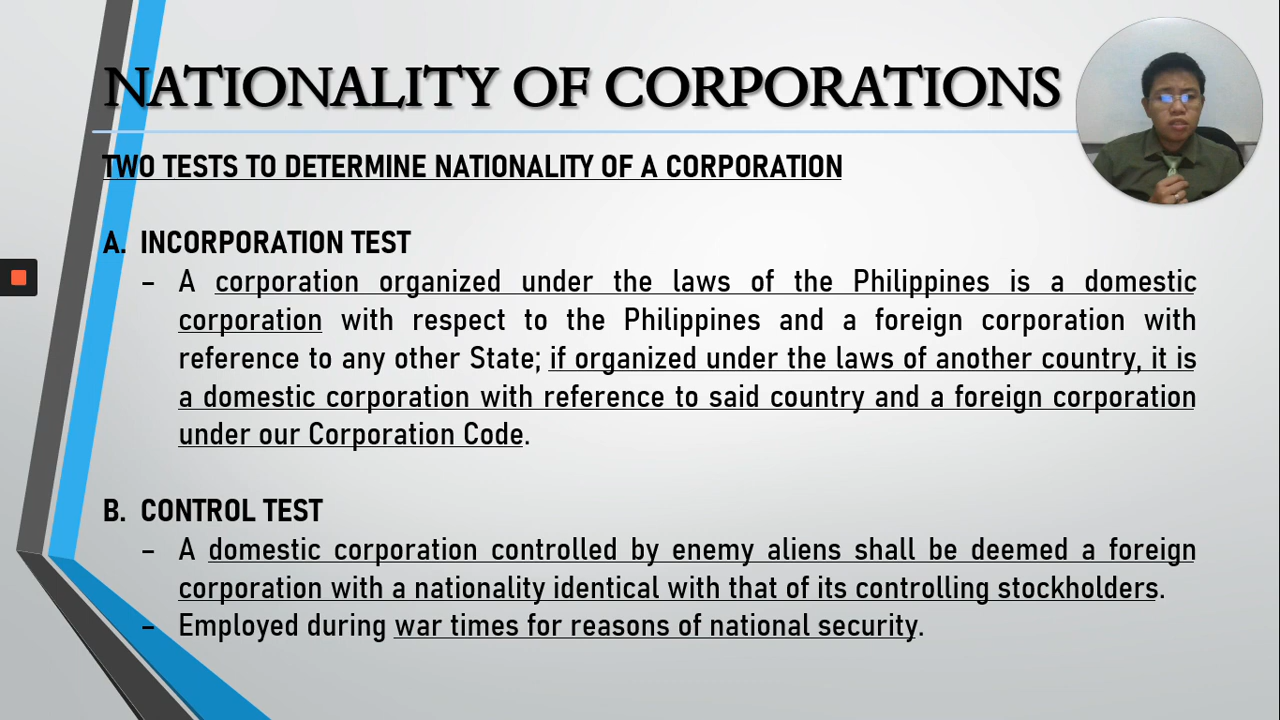 NATIONALITY OF CORPORATIONS
TWO TESTS TO DETERMINE NATIONALITY OF A CORPORATION
A. INCORPORATION TEST
– A corporation organized under the laws of the Philippines is a domestic
corporation with respect to the Philippines and a foreign corporation with
reference to any other State; if organized under the laws of another country, it is
a domestic corporation with reference to said country and a foreign corporation
under our Corporation Code.
B. CONTROL TEST
– A domestic corporation controlled by enemy aliens shall be deemed a foreign
corporation with a nationality identical with that of its controlling stockholders.
– Employed during war times for reasons of national security.